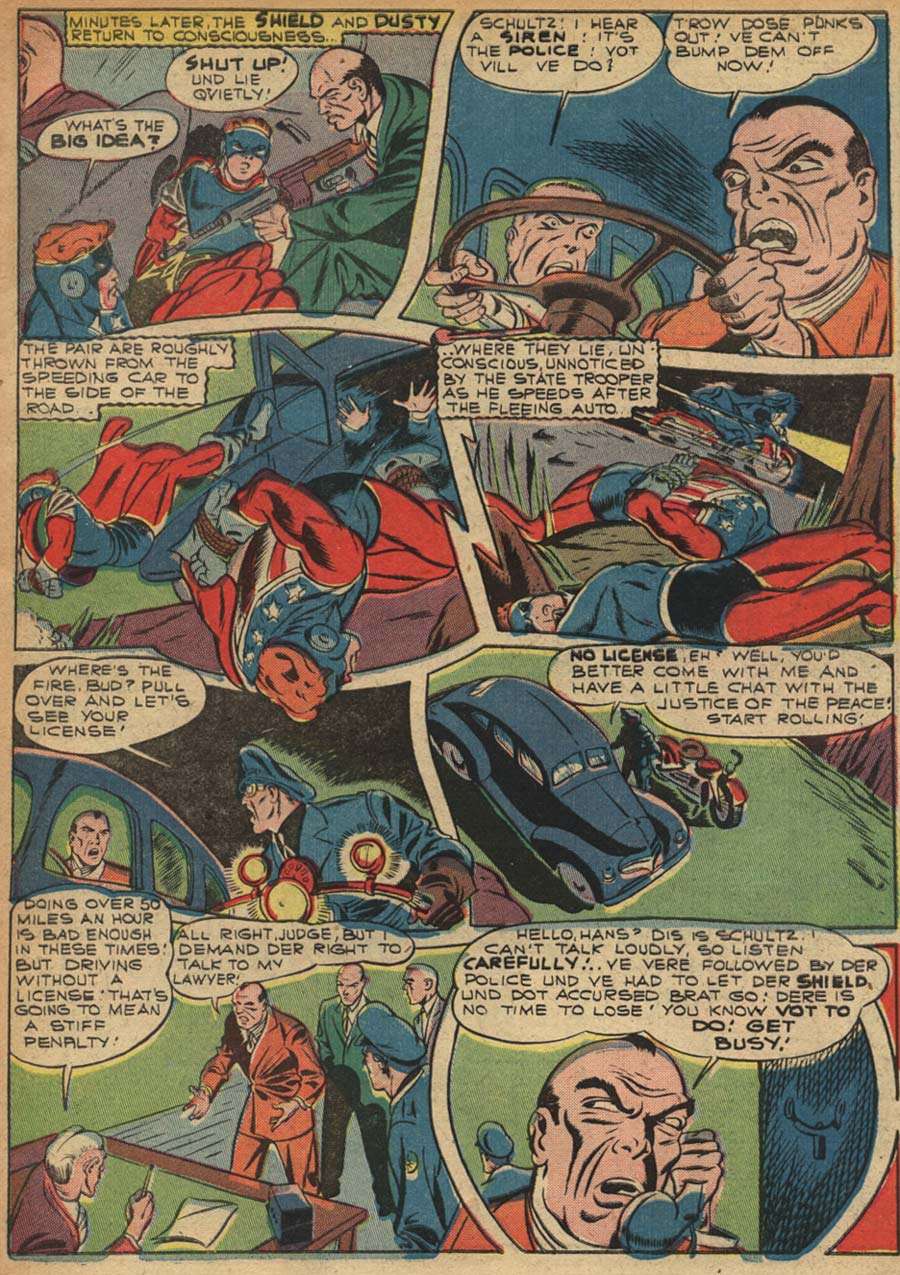 MINUTES LATER, THE SHIELD AND DUSTY
RETURN TO CONSCIOUSNESS...
SHUT UP!
UND LIE
QVIETLY!
WHAT'S THE
BIG IDEA?
SCHULTZ! I HEAR
A SIREN! IT'S
THE POLICE! VOT
VILL VE DO?
T'ROW DOSE PUNKS
OUT! VE CAN'T
BUMP DEM OFF
NOW!
THE PAIR ARE ROUGHLY
THROWN FROM THE
SPEEDING CAR TO
THE SIDE OF THE
ROAD...
..WHERE THEY LIE, UN-
CONSCIOUS, UNNOTICED
BY THE STATE TROOPER
AS HE SPEEDS AFTER
THE FLEEING AUTO.
WHERE'S THE
FIRE, BUD? PULL
OVER AND LET'S
SEE YOUR
LICENSE!
NO LICENSE, EH? WELL, YOU'D
BETTER COME WITH ME AND
HAVE A LITTLE CHAT WITH THE
JUSTICE OF THE PEACE!
START ROLLING!
DOING OVER 50
MILES AN HOUR
IS BAD ENOUGH
IN THESE TIMES!
BUT DRIVING
WITHOUT A
LICENSE! THAT'S
GOING TO MEAN
A STIFF
PENALTY!
ALL RIGHT, JUDGE, BUT I
DEMAND DER RIGHT TO
TALK TO MY
LAWYER!
HELLO, HANS? DIS IS SCHULTZ. I
CAN'T TALK LOUDLY, SO LISTEN
CAREFULLY!.. VE VERE FOLLOWED BY DER
POLICE UND VE HAD TO LET DER SHIELD,
UND DOT ACCURSED BRAT GO! DERE IS
NO TIME TO LOSE! YOU KNOW VOT TO
DO! GET
BUSY!